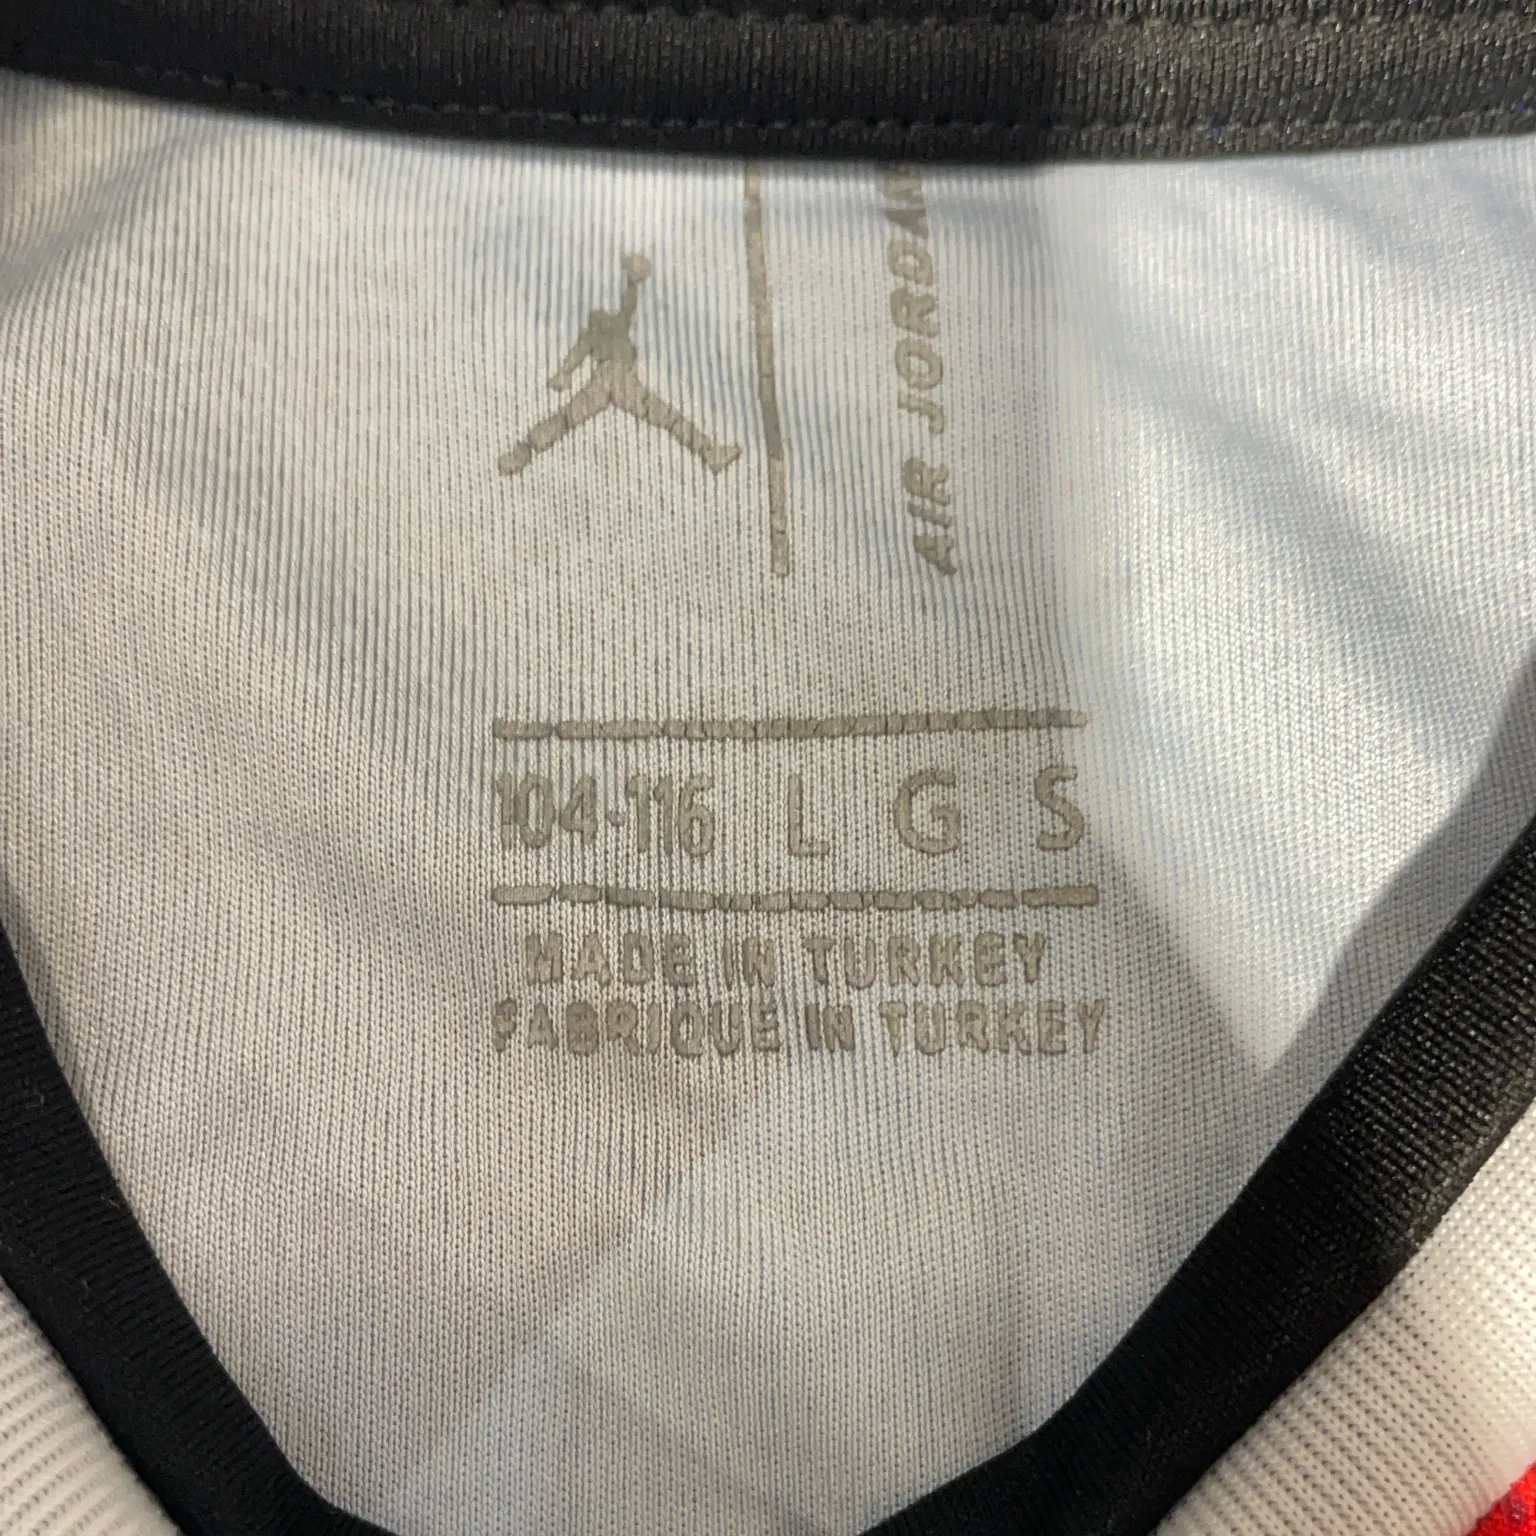 AIR JORDAN
104-116 L G S
MADE IN TURKEY
FABRIQUE IN TURKEY